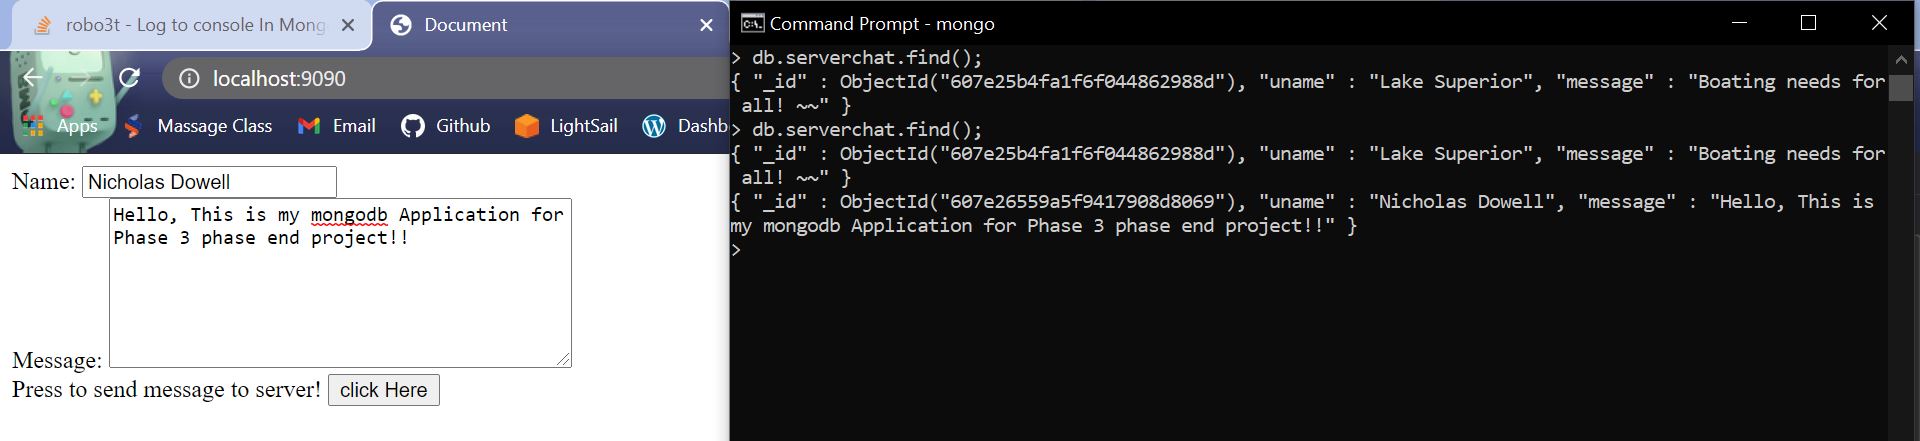 robo3t - Log to console In Mong
Document
localhost:9090
Apps Massage Class Email Github LightSail Dashb
Name: Nicholas Dowell
Hello, This is my mongodb Application for
Phase 3 phase end project!!
Message:
Press to send message to server! click Here
C:\.
Command Prompt - mongo
> db.serverchat.find();
{ "_id" : ObjectId("607e25b4fa1f6f044862988d"), "uname" : "Lake Superior", "message" : "Boating needs for
all! ~~" }
> db.serverchat.find();
{ "_id" : ObjectId("607e25b4fa1f6f044862988d"), "uname" : "Lake Superior", "message" : "Boating needs for
all! ~~" }
{ "_id" : ObjectId("607e26559a5f9417908d8069"), "uname" : "Nicholas Dowell", "message" : "Hello, This is
my mongodb Application for Phase 3 phase end project!!" }
>